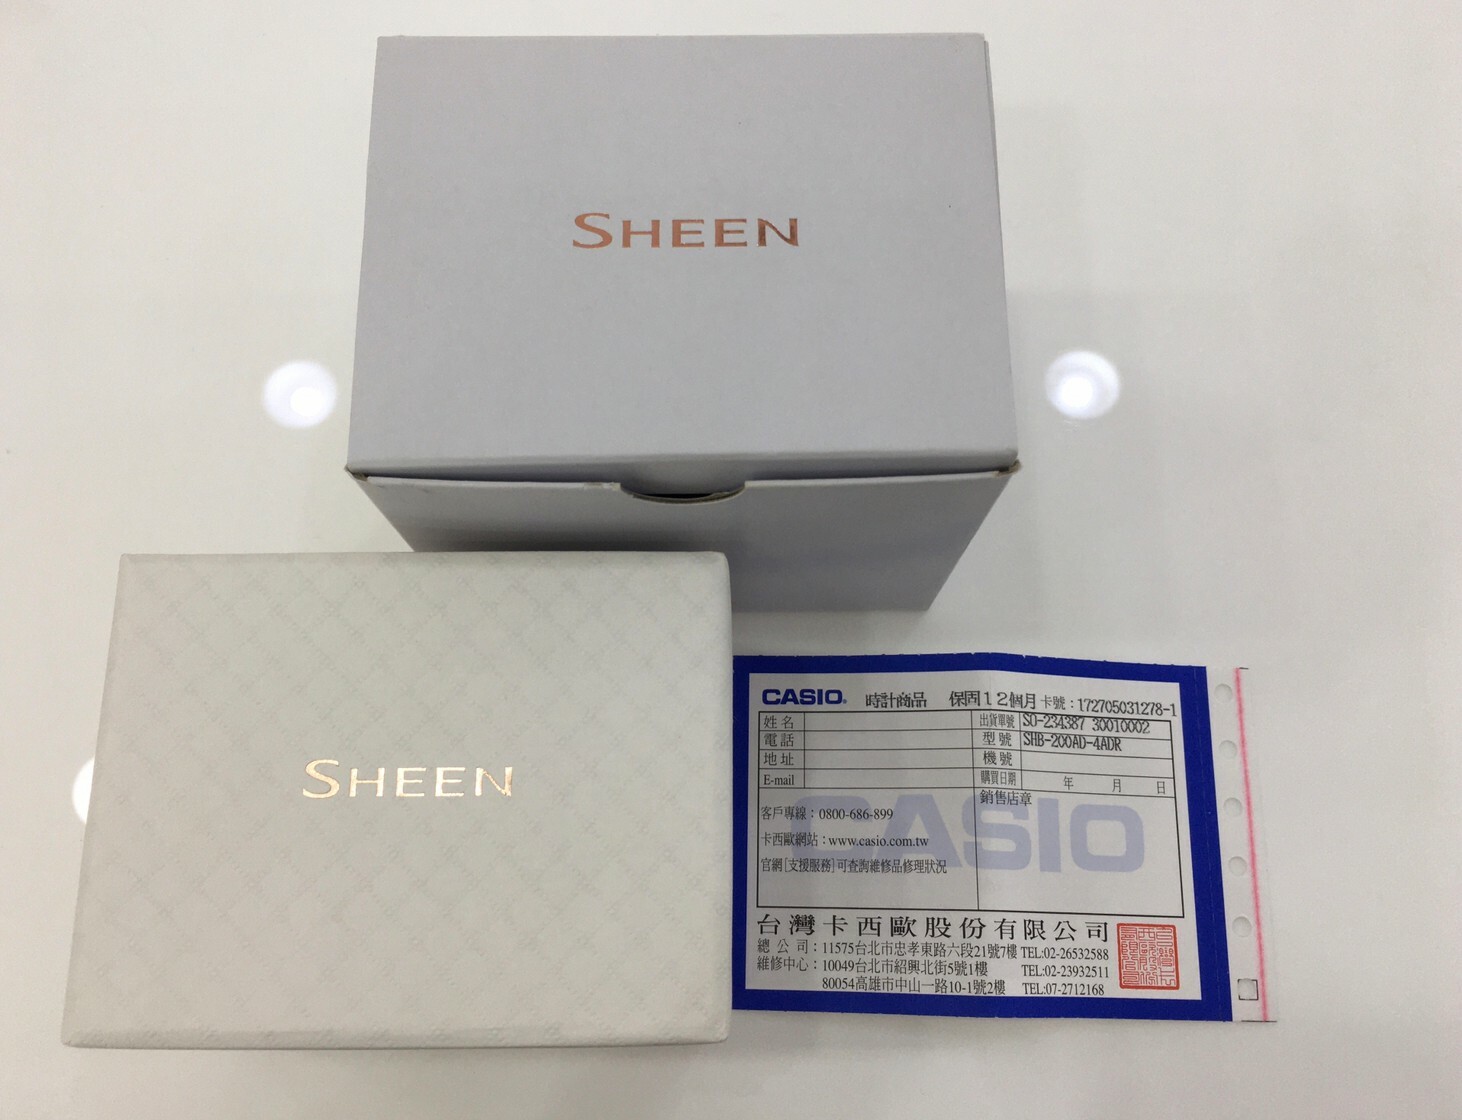 SHEEN
SHEEN
CASIO® 時計商品 保固12個月 卡號：172705031278-1
姓名 出貨單號 SO-234387 30010002
電話 型號 SHB-200AD-4ADR
地址 機號
E-mail 購買日期 年 月 日
銷售店章
CASIO
客戶專線：0800-686-899
卡西歐網站：www.casio.com.tw
官網[支援服務]可查詢維修品修理狀況
台灣卡西歐股份有限公司
總公司：11575台北市忠孝東路六段21號7樓 TEL:02-26532588
維修中心：10049台北市紹興北街5號1樓 TEL:02-23932511
80054高雄市中山一路10-1號2樓 TEL:07-2712168